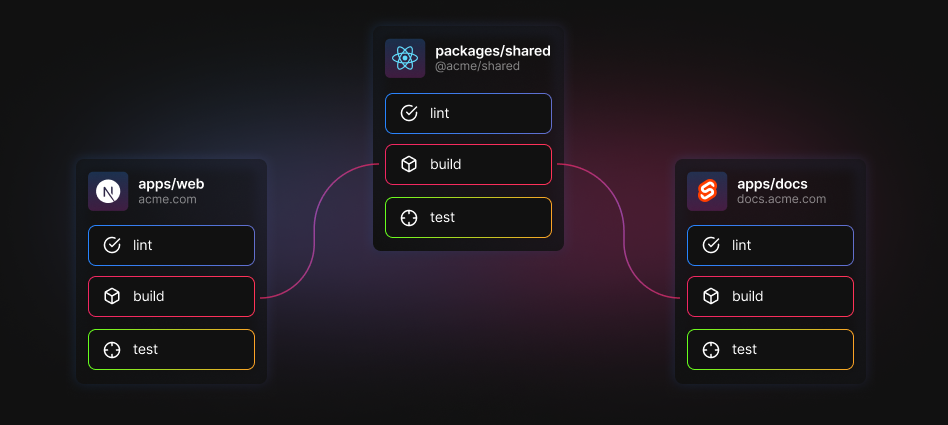 packages/shared
@acme/shared
lint
build
test
apps/web
acme.com
lint
build
test
apps/docs
docs.acme.com
lint
build
test